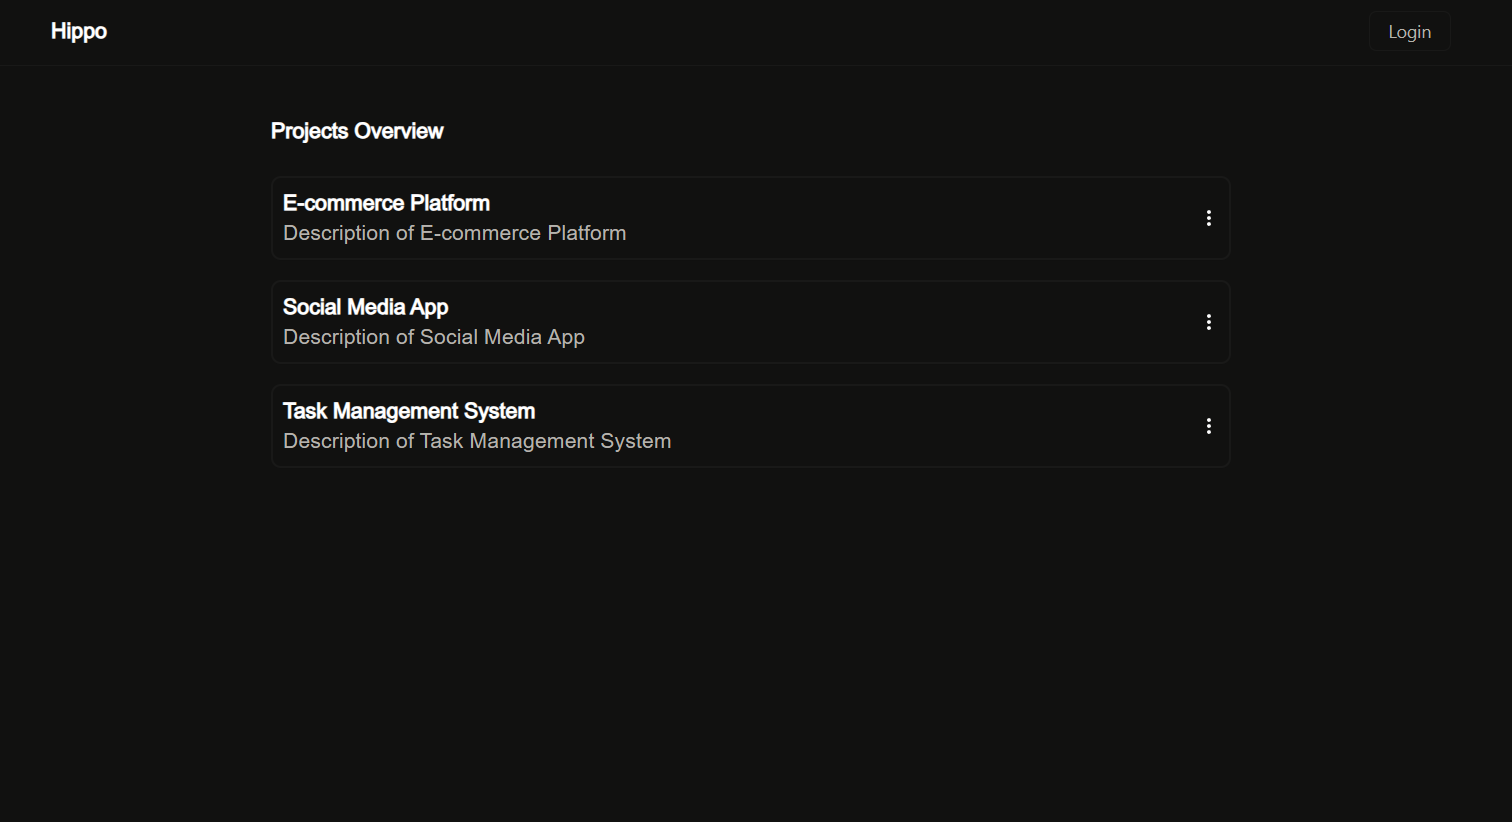 Hippo
Login
Projects Overview
E-commerce Platform
Description of E-commerce Platform
Social Media App
Description of Social Media App
Task Management System
Description of Task Management System